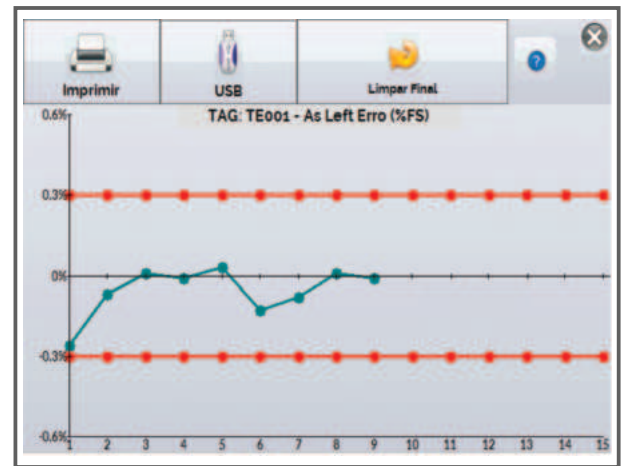 Imprimir
USB
Limpar Final
?
TAG: TE001 - As Left Erro (%FS)
0.6%
0.3%
0%
-0.3%
-0.6%
1 2 3 4 5 6 7 8 9 10 11 12 13 14 15